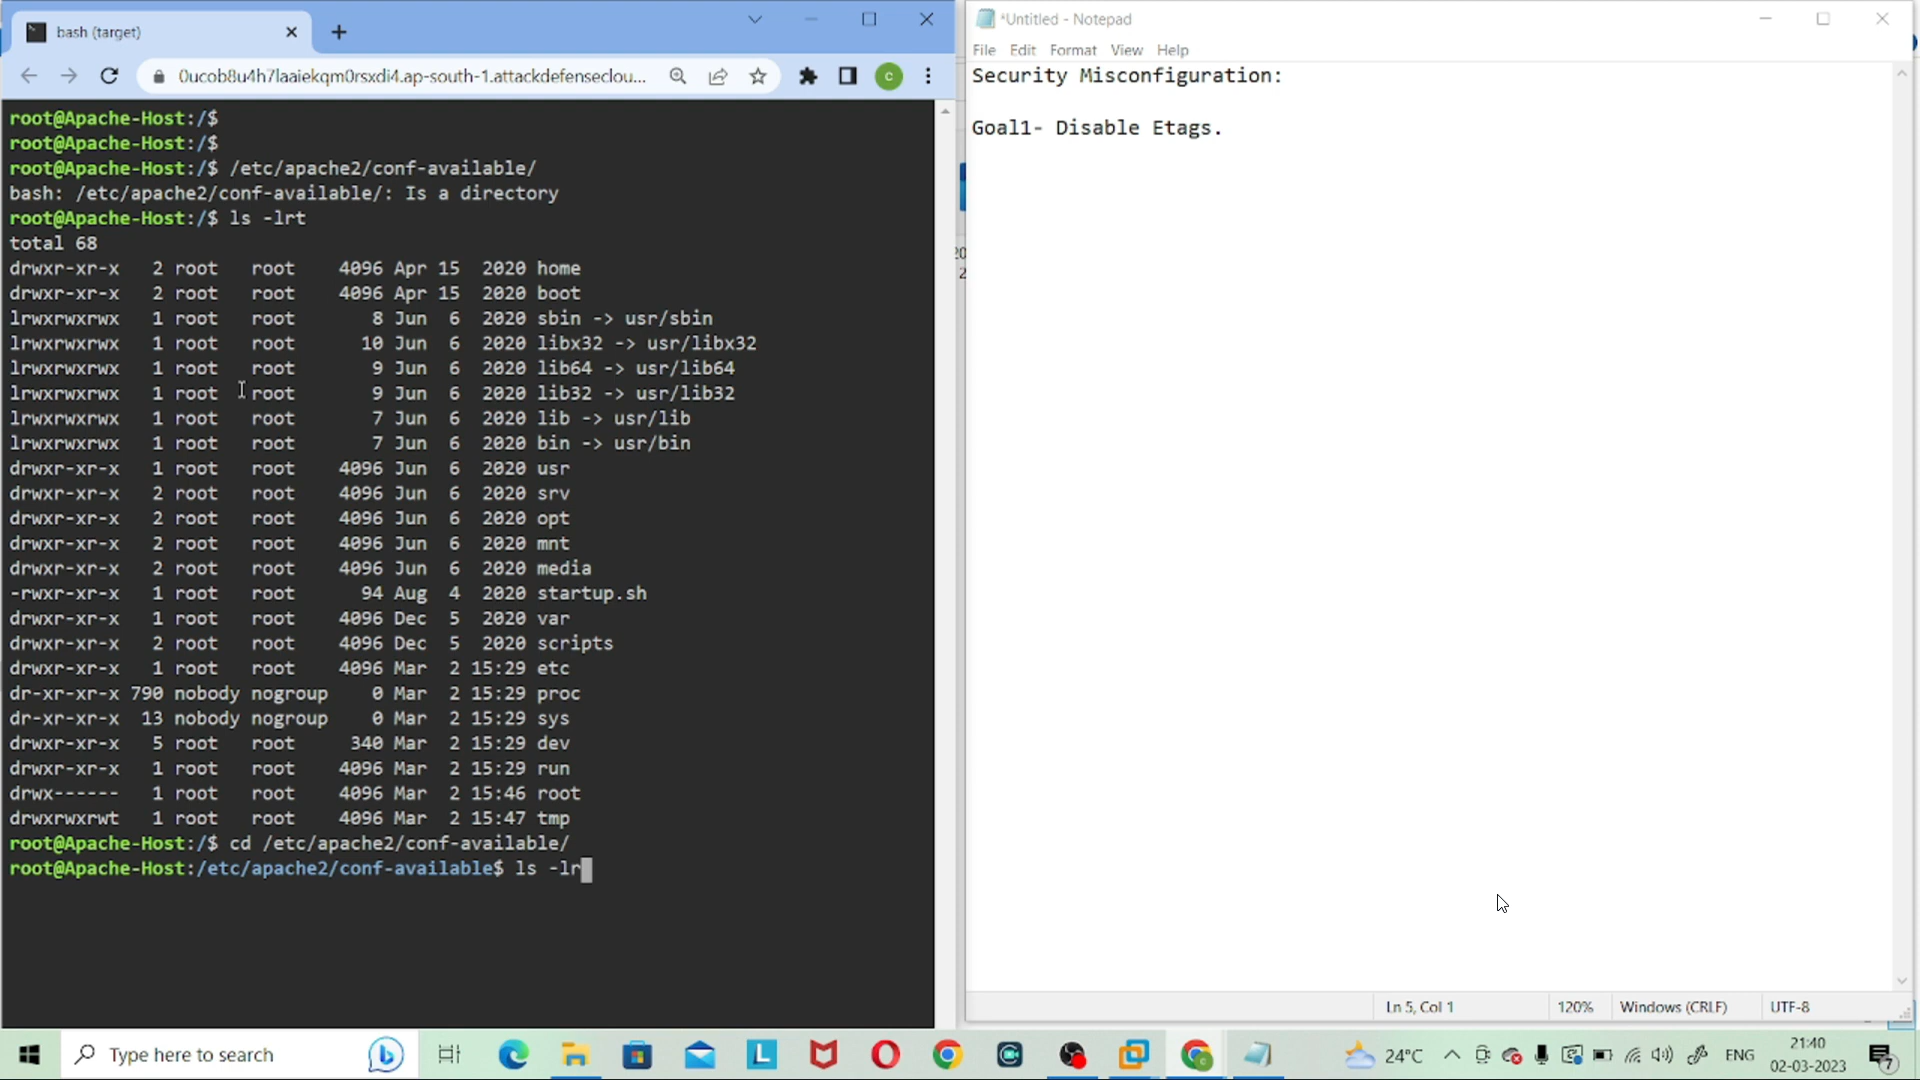 bash (target)
0ucob8u4h7laaiekqm0rsxdi4.ap-south-1.attackdefenseclou...
c
root@Apache-Host:/$
root@Apache-Host:/$
root@Apache-Host:/$ /etc/apache2/conf-available/
bash: /etc/apache2/conf-available/: Is a directory
root@Apache-Host:/$ ls -lrt
total 68
drwxr-xr-x 2 root root 4096 Apr 15 2020 home
drwxr-xr-x 2 root root 4096 Apr 15 2020 boot
lrwxrwxrwx 1 root root 8 Jun 6 2020 sbin -> usr/sbin
lrwxrwxrwx 1 root root 10 Jun 6 2020 libx32 -> usr/libx32
lrwxrwxrwx 1 root root 9 Jun 6 2020 lib64 -> usr/lib64
lrwxrwxrwx 1 root root 9 Jun 6 2020 lib32 -> usr/lib32
lrwxrwxrwx 1 root root 7 Jun 6 2020 lib -> usr/lib
lrwxrwxrwx 1 root root 7 Jun 6 2020 bin -> usr/bin
drwxr-xr-x 1 root root 4096 Jun 6 2020 usr
drwxr-xr-x 2 root root 4096 Jun 6 2020 srv
drwxr-xr-x 2 root root 4096 Jun 6 2020 opt
drwxr-xr-x 2 root root 4096 Jun 6 2020 mnt
drwxr-xr-x 2 root root 4096 Jun 6 2020 media
-rwxr-xr-x 1 root root 94 Aug 4 2020 startup.sh
drwxr-xr-x 1 root root 4096 Dec 5 2020 var
drwxr-xr-x 2 root root 4096 Dec 5 2020 scripts
drwxr-xr-x 1 root root 4096 Mar 2 15:29 etc
dr-xr-xr-x 790 nobody nogroup 0 Mar 2 15:29 proc
dr-xr-xr-x 13 nobody nogroup 0 Mar 2 15:29 sys
drwxr-xr-x 5 root root 340 Mar 2 15:29 dev
drwxr-xr-x 1 root root 4096 Mar 2 15:29 run
drwx------ 1 root root 4096 Mar 2 15:46 root
drwxrwxrwt 1 root root 4096 Mar 2 15:47 tmp
root@Apache-Host:/$ cd /etc/apache2/conf-available/
root@Apache-Host:/etc/apache2/conf-available$ ls -lr
*Untitled - Notepad
File Edit Format View Help
Security Misconfiguration:
Goal1- Disable Etags.
Ln 5, Col 1 120% Windows (CRLF) UTF-8
Type here to search
24°C
ENG
21:40
02-03-2023
7